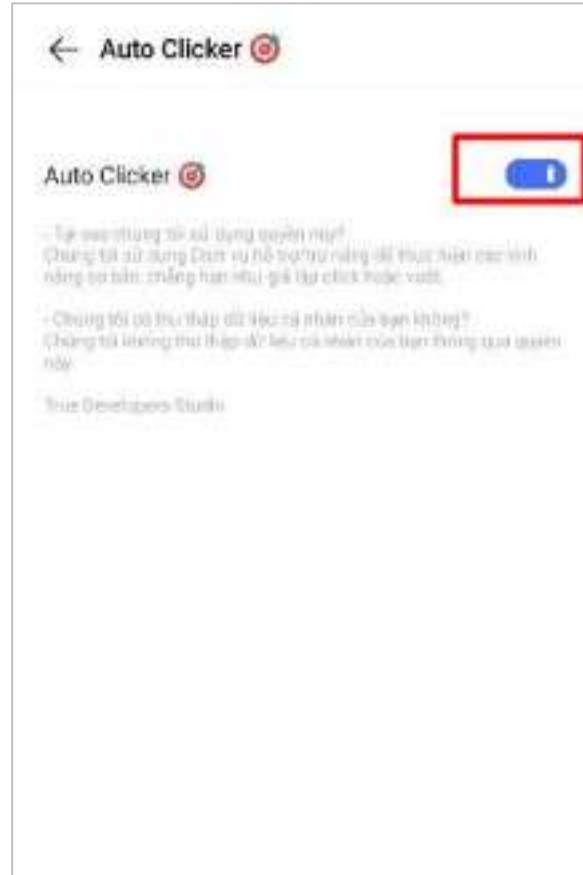 Auto Clicker
Auto Clicker
- Tại sao chúng tôi sử dụng quyền này?
Chúng tôi sử dụng Dịch vụ hỗ trợ trợ năng để thực hiện các tính
năng cơ bản, chẳng hạn như giả lập click hoặc vuốt.
- Chúng tôi có thu thập dữ liệu cá nhân của bạn không?
Chúng tôi không thu thập dữ liệu cá nhân của bạn thông qua quyền
này.
True Developers Studio